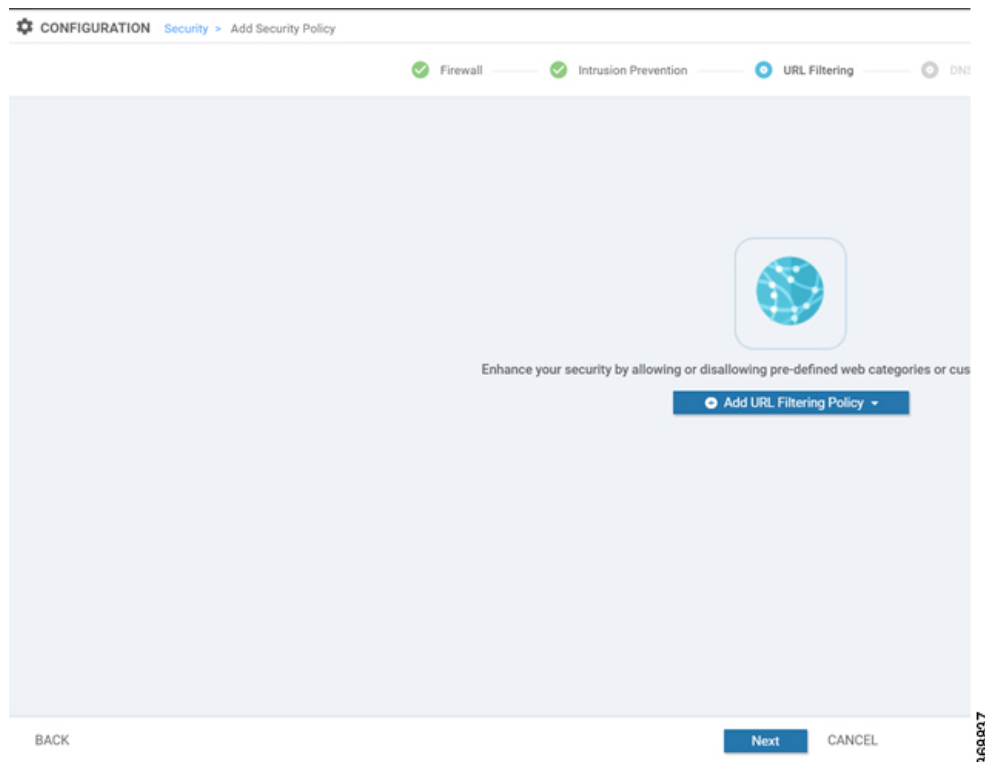 CONFIGURATION Security > Add Security Policy
Firewall Intrusion Prevention URL Filtering DNS
Enhance your security by allowing or disallowing pre-defined web categories or cus
Add URL Filtering Policy
BACK Next CANCEL